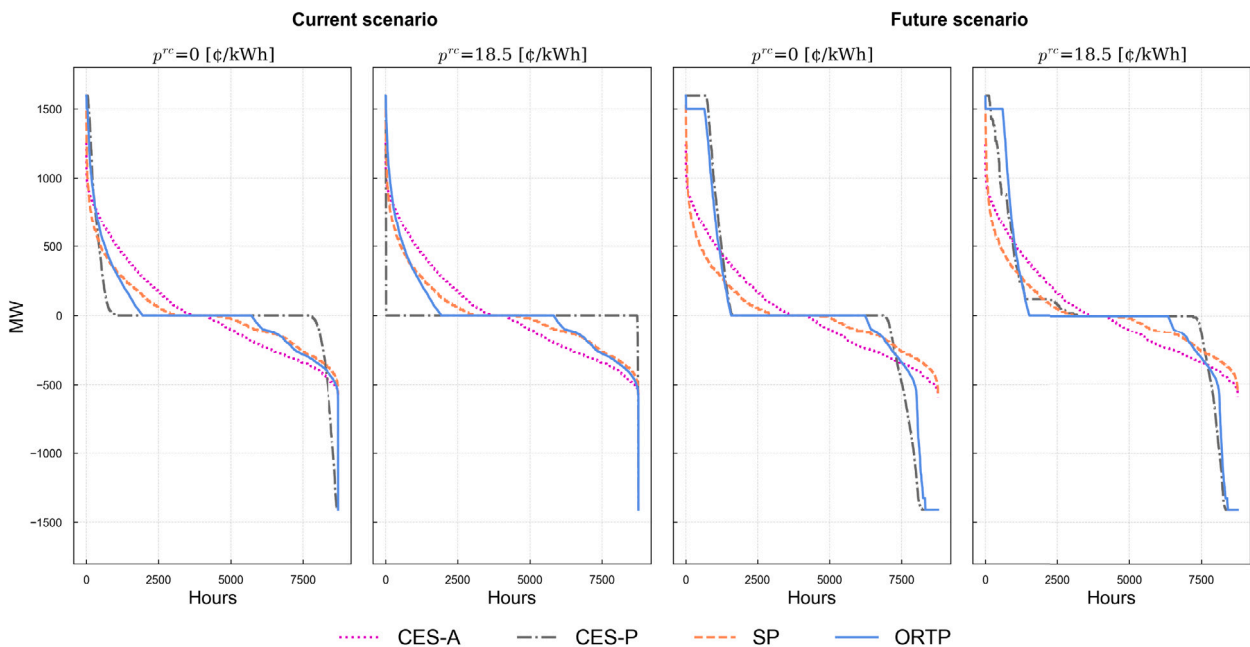 Current scenario Future scenario
p^rc=0 [¢/kWh] p^rc=18.5 [¢/kWh] p^rc=0 [¢/kWh] p^rc=18.5 [¢/kWh]
1500
1000
500
0
−500
−1000
−1500
MW
0 2500 5000 7500 0 2500 5000 7500 0 2500 5000 7500 0 2500 5000 7500
Hours Hours Hours Hours
CES-A CES-P SP ORTP